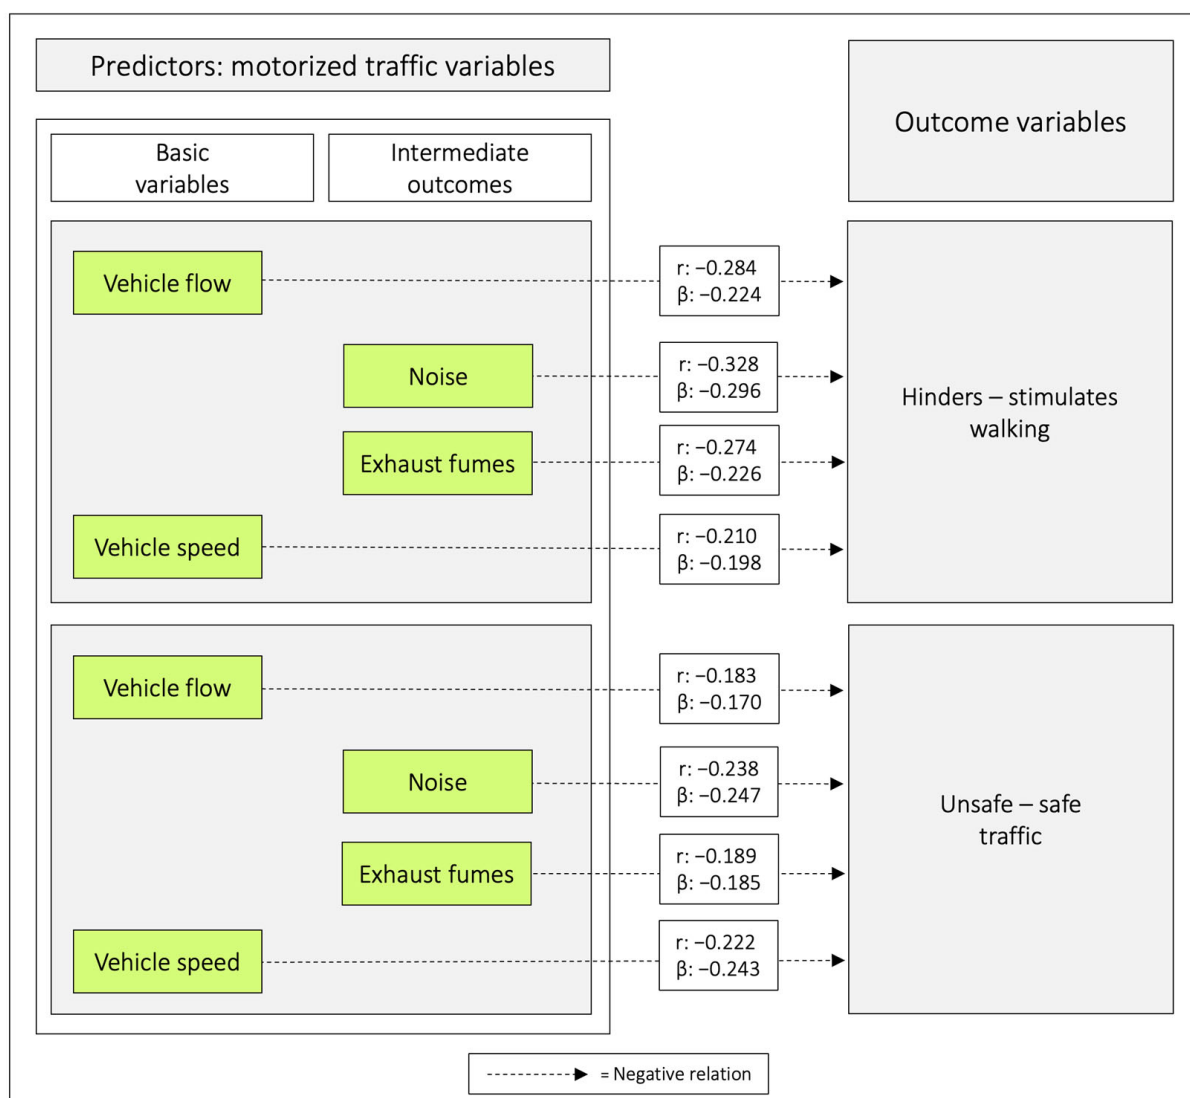 Predictors: motorized traffic variables
Outcome variables
Basic
variables
Intermediate
outcomes
Vehicle flow
r: −0.284
β: −0.224
Noise
r: −0.328
β: −0.296
Exhaust fumes
r: −0.274
β: −0.226
Vehicle speed
r: −0.210
β: −0.198
Hinders – stimulates
walking
Vehicle flow
r: −0.183
β: −0.170
Noise
r: −0.238
β: −0.247
Exhaust fumes
r: −0.189
β: −0.185
Vehicle speed
r: −0.222
β: −0.243
Unsafe – safe
traffic
= Negative relation